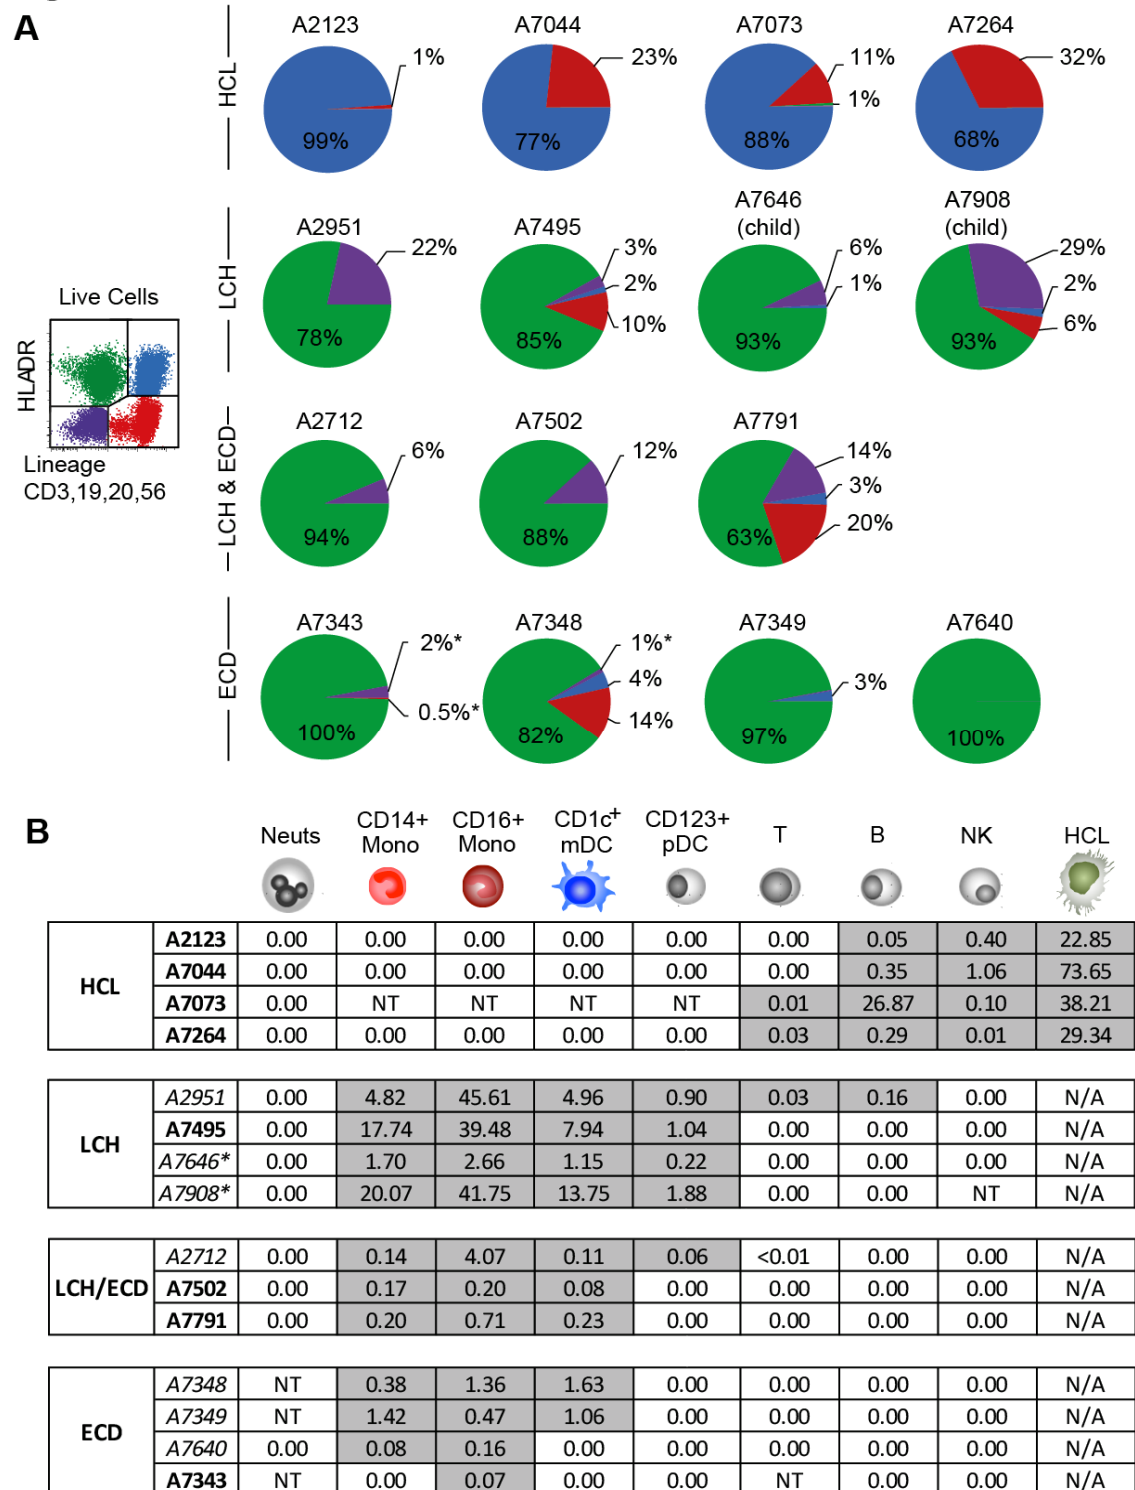 A
HCL
A2123
1%
99%
A7044
23%
77%
A7073
11%
1%
88%
A7264
32%
68%
LCH
A2951
22%
78%
A7495
3%
2%
10%
85%
A7646
(child)
6%
1%
93%
A7908
(child)
29%
2%
6%
93%
Live Cells
HLADR
Lineage
CD3,19,20,56
LCH & ECD
A2712
6%
94%
A7502
12%
88%
A7791
14%
3%
20%
63%
ECD
A7343
2%*
0.5%*
100%
A7348
1%*
4%
14%
82%
A7349
3%
97%
A7640
100%
B
Neuts CD14+ Mono CD16+ Mono CD1c+ mDC CD123+ pDC T B NK HCL
HCL
A2123 0.00 0.00 0.00 0.00 0.00 0.00 0.05 0.40 22.85
A7044 0.00 0.00 0.00 0.00 0.00 0.00 0.35 1.06 73.65
A7073 0.00 NT NT NT NT 0.01 26.87 0.10 38.21
A7264 0.00 0.00 0.00 0.00 0.00 0.03 0.29 0.01 29.34
LCH
A2951 0.00 4.82 45.61 4.96 0.90 0.03 0.16 0.00 N/A
A7495 0.00 17.74 39.48 7.94 1.04 0.00 0.00 0.00 N/A
A7646* 0.00 1.70 2.66 1.15 0.22 0.00 0.00 0.00 N/A
A7908* 0.00 20.07 41.75 13.75 1.88 0.00 0.00 NT N/A
LCH/ECD
A2712 0.00 0.14 4.07 0.11 0.06 <0.01 0.00 0.00 N/A
A7502 0.00 0.17 0.20 0.08 0.00 0.00 0.00 0.00 N/A
A7791 0.00 0.20 0.71 0.23 0.00 0.00 0.00 0.00 N/A
ECD
A7348 NT 0.38 1.36 1.63 0.00 0.00 0.00 0.00 N/A
A7349 NT 1.42 0.47 1.06 0.00 0.00 0.00 0.00 N/A
A7640 0.00 0.08 0.16 0.00 0.00 0.00 0.00 0.00 N/A
A7343 NT 0.00 0.07 0.00 0.00 NT 0.00 0.00 N/A